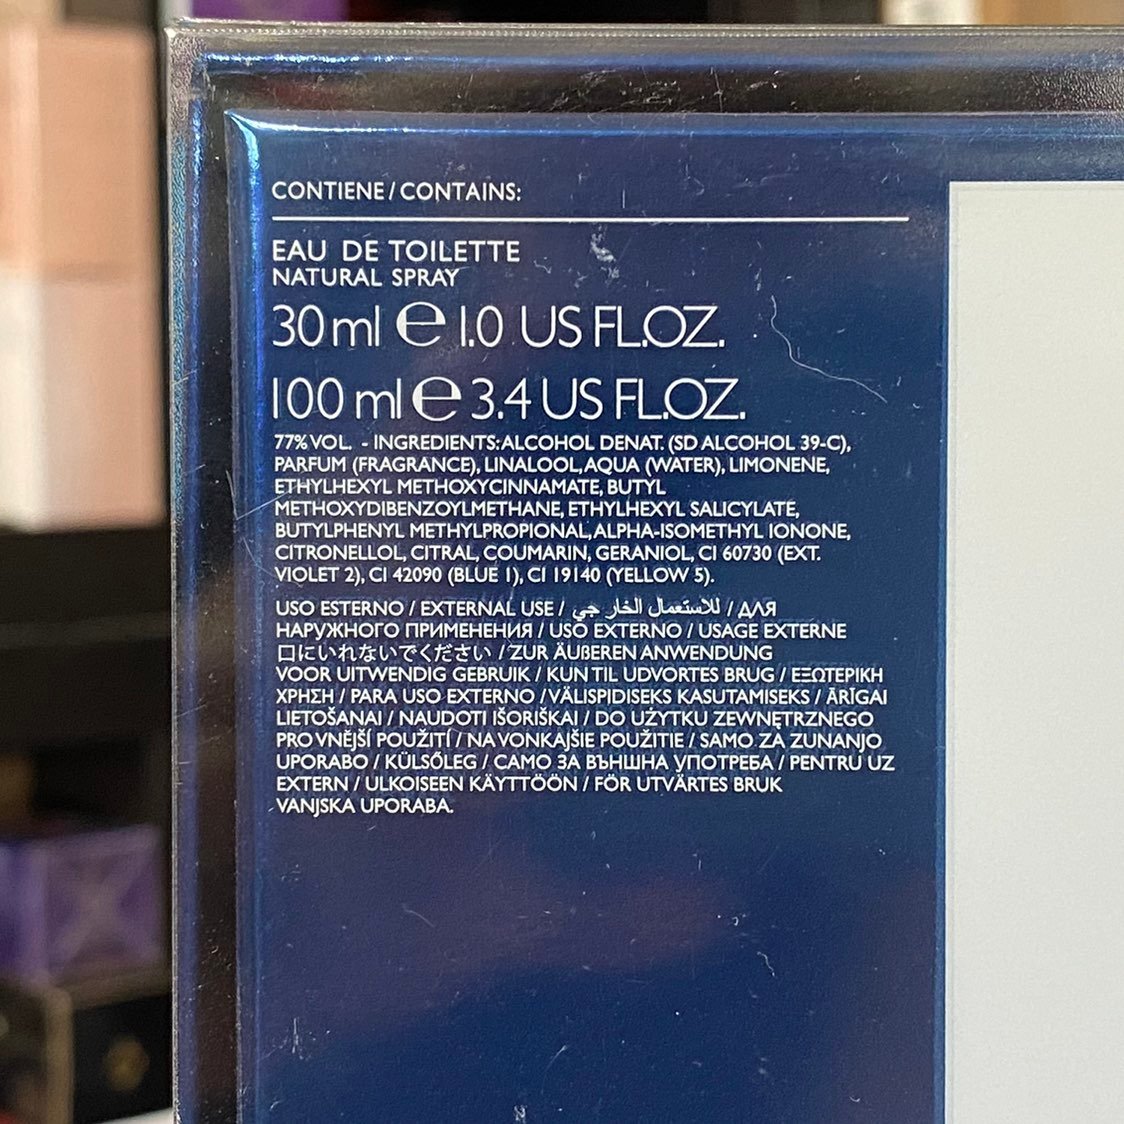 CONTIENE / CONTAINS:
EAU DE TOILETTE
NATURAL SPRAY
30 ml ℮ 1.0 US FL.OZ.
100 ml ℮ 3.4 US FL.OZ.
77% VOL. - INGREDIENTS: ALCOHOL DENAT. (SD ALCOHOL 39-C),
PARFUM (FRAGRANCE), LINALOOL, AQUA (WATER), LIMONENE,
ETHYLHEXYL METHOXYCINNAMATE, BUTYL
METHOXYDIBENZOYLMETHANE, ETHYLHEXYL SALICYLATE,
BUTYLPHENYL METHYLPROPIONAL, ALPHA-ISOMETHYL IONONE,
CITRONELLOL, CITRAL, COUMARIN, GERANIOL, CI 60730 (EXT.
VIOLET 2), CI 42090 (BLUE 1), CI 19140 (YELLOW 5).
USO ESTERNO / EXTERNAL USE / للاستعمال الخار جي / ДЛЯ
НАРУЖНОГО ПРИМЕНЕНИЯ / USO EXTERNO / USAGE EXTERNE
口にいれないでください / ZUR ÄUßEREN ANWENDUNG
VOOR UITWENDIG GEBRUIK / KUN TIL UDVORTES BRUG / ΕΞΩΤΕΡΙΚΗ
ΧΡΗΣΗ / PARA USO EXTERNO / VÄLISPIDISEKS KASUTAMISEKS / ĀRĪGAI
LIETOŠANAI / NAUDOTI IŠORIŠKAI / DO UŻYTKU ZEWNĘTRZNEGO
PRO VNĚJŠÍ POUŽITÍ / NA VONKAJŠIE POUŽITIE / SAMO ZA ZUNANJO
UPORABO / KÜLSŐLEG / САМО ЗА ВЪНШНА УПОТРЕБА / PENTRU UZ
EXTERN / ULKOISEEN KÄYTTÖÖN / FÖR UTVÄRTES BRUK
VANJSKA UPORABA.